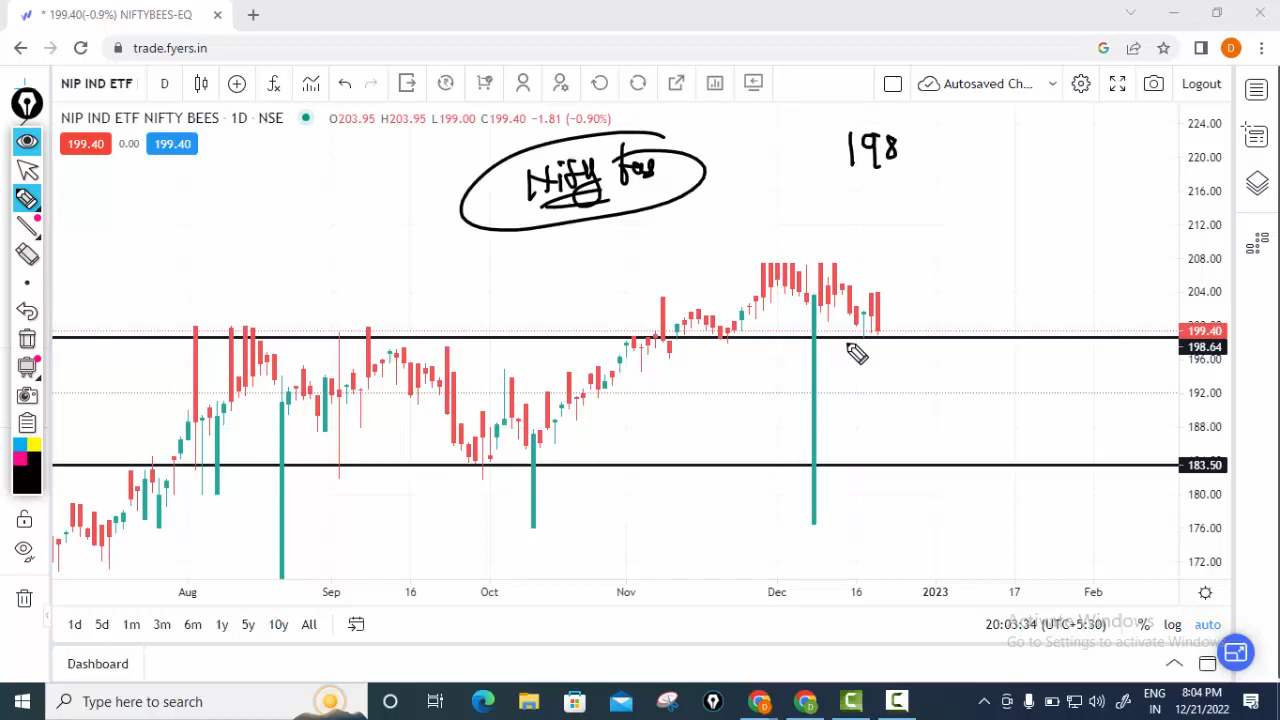 * 199.40(-0.9%) NIFTYBEES-EQ
trade.fyers.in
D
NIP IND ETF
D
Autosaved Ch...
Logout
NIP IND ETF NIFTY BEES · 1D · NSE
O203.95 H203.95 L199.00 C199.40 -1.81 (-0.90%)
199.40
0.00
199.40
198
224.00
220.00
216.00
212.00
208.00
204.00
199.40
198.64
196.00
192.00
188.00
183.50
180.00
176.00
172.00
Aug
Sep
16
Oct
Nov
Dec
16
2023
17
Feb
1d
5d
1m
3m
6m
1y
5y
10y
All
20:03:34 (UTC+5:30)
%
log
auto
Activate Windows
Go to Settings to activate Windows
Dashboard
Type here to search
ENG
IN
8:04 PM
12/21/2022